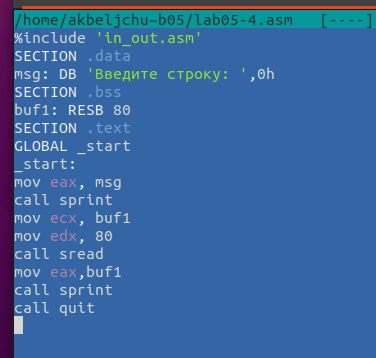 /home/akbeljchu~b05/lab05-4.asm [----]
%include 'in_out.asm'
SECTION .data
msg: DB 'Введите строку: ',0h
SECTION .bss
buf1: RESB 80
SECTION .text
GLOBAL _start
_start:
mov eax, msg
call sprint
mov ecx, buf1
mov edx, 80
call sread
mov eax,buf1
call sprint
call quit